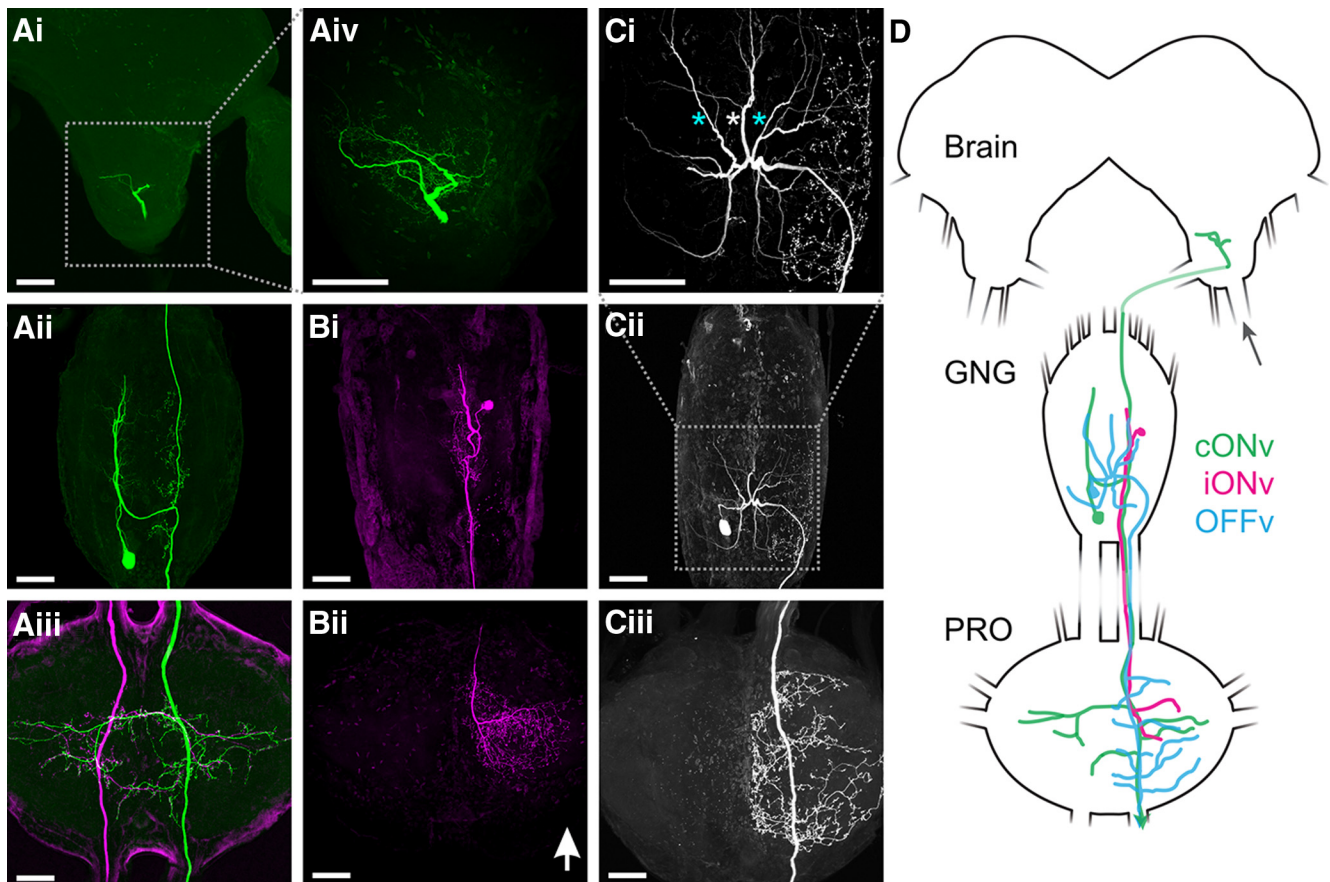 Ai
Aiv
Ci
D
Brain
Aii
Bi
Cii
GNG
cONv
iONv
OFFv
Aiii
Bii
Ciii
PRO